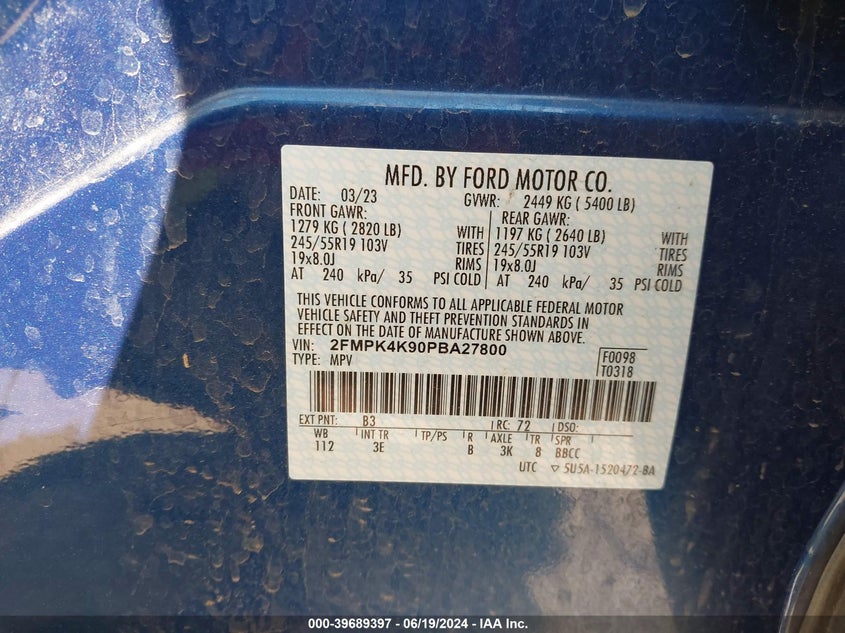 MFD. BY FORD MOTOR CO.
DATE: 03/23 GVWR: 2449 KG ( 5400 LB)
FRONT GAWR: REAR GAWR:
1279 KG ( 2820 LB) WITH 1197 KG ( 2640 LB) WITH
245/55R19 103V TIRES 245/55R19 103V TIRES
19x8.0J RIMS 19x8.0J RIMS
AT 240 kPa/ 35 PSI COLD AT 240 kPa/ 35 PSI COLD
THIS VEHICLE CONFORMS TO ALL APPLICABLE FEDERAL MOTOR
VEHICLE SAFETY AND THEFT PREVENTION STANDARDS IN
EFFECT ON THE DATE OF MANUFACTURE SHOWN ABOVE.
VIN: 2FMPK4K90PBA27800 F0098
TYPE: MPV T0318
EXT PNT: B3 RC: 72 DSO:
WB INT TR TP/PS R AXLE TR SPR
112 3E B 3K 8 BBCC
UTC ▽ 5U5A-1520472-BA
000-39689397 - 06/19/2024 - IAA Inc.